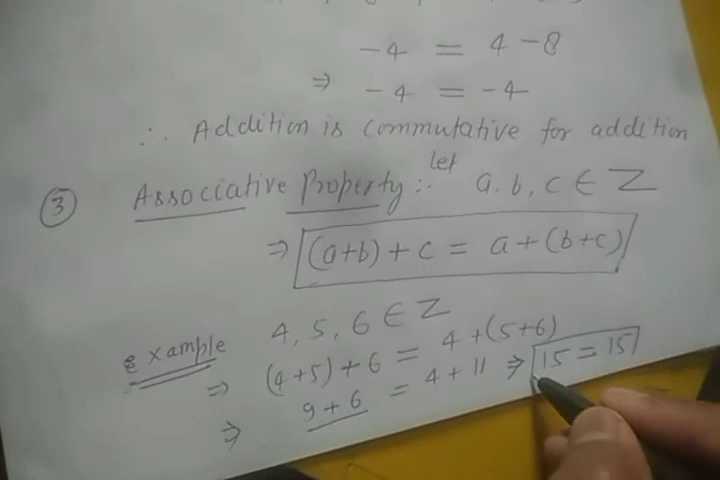 -4 = 4-8
⇒ -4 = -4
∴ Addition is Commutative for addition
③ Associative Property :- let a, b, c ∈ Z
⇒ (a+b)+c = a+(b+c)
example 4, 5, 6 ∈ Z
⇒ (4+5)+6 = 4+(5+6)
⇒ 9+6 = 4+11 ⇒ 15=15